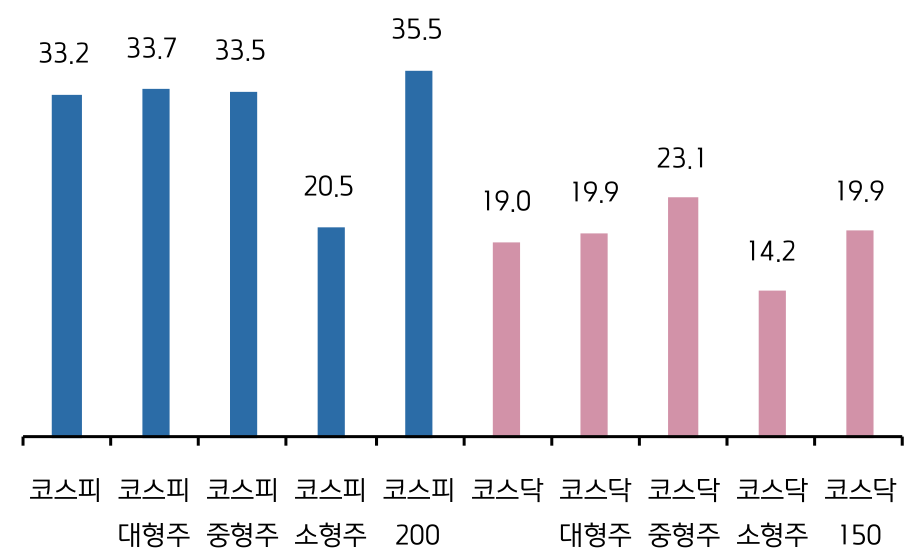 33.2
33.7
33.5
20.5
35.5
19.0
19.9
23.1
14.2
19.9
코스피
코스피 대형주
코스피 중형주
코스피 소형주
코스피 200
코스닥
코스닥 대형주
코스닥 중형주
코스닥 소형주
코스닥 150